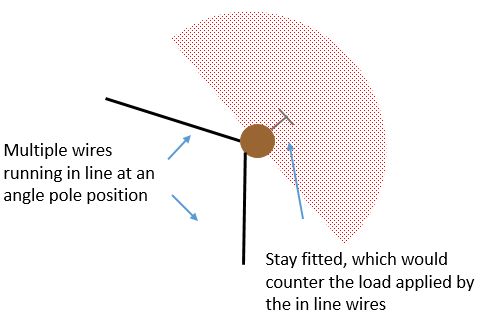 Multiple wires
running in line at an
angle pole position
Stay fitted, which would
counter the load applied by
the in line wires